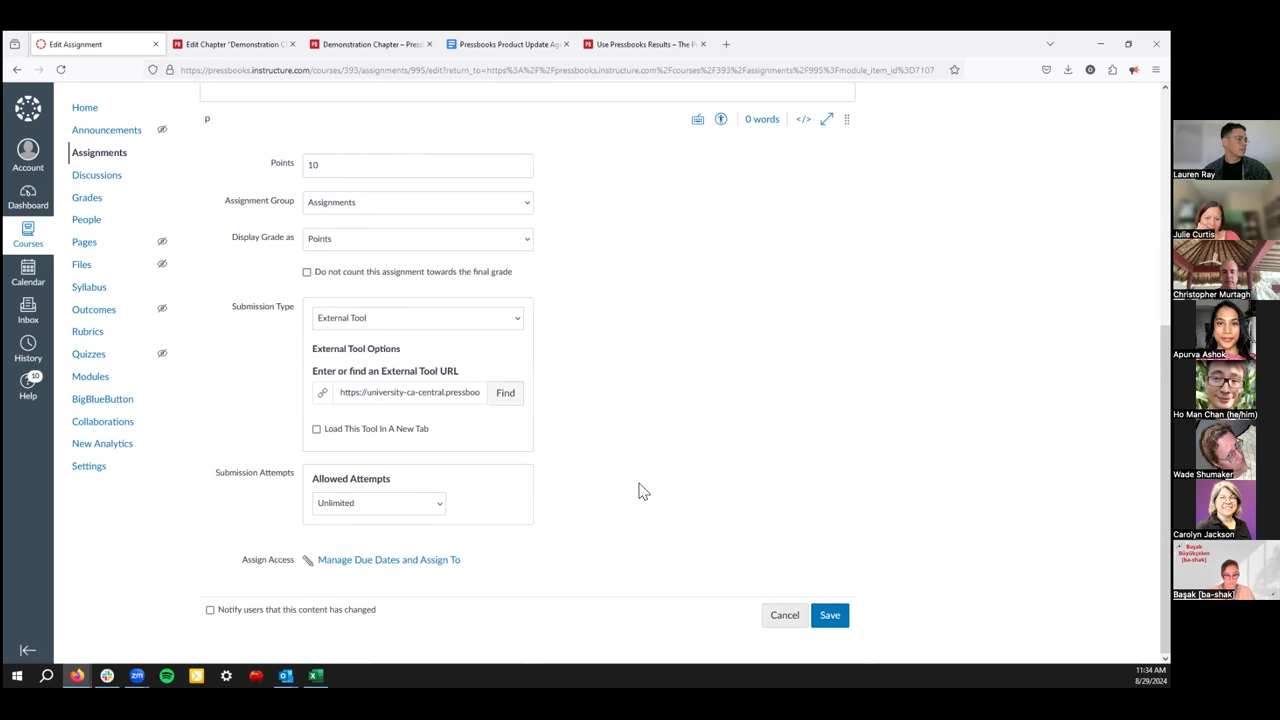 Edit Assignment
Edit Chapter "Demonstration C
Demonstration Chapter – Press
Pressbooks Product Update Ag
Use Pressbooks Results – The P
https://pressbooks.instructure.com/courses/393/assignments/995/edit?return_to=https%3A%2F%2Fpressbooks.instructure.com%2Fcourses%2F393%2Fassignments%2F995%3Fmodule_item_id%3D7107
Account
Dashboard
Courses
Calendar
Inbox
History
10
Help
Home
Announcements
Assignments
Discussions
Grades
People
Pages
Files
Syllabus
Outcomes
Rubrics
Quizzes
Modules
BigBlueButton
Collaborations
New Analytics
Settings
p
0 words
</>
Points
10
Assignment Group
Assignments
Display Grade as
Points
Do not count this assignment towards the final grade
Submission Type
External Tool
External Tool Options
Enter or find an External Tool URL
https://university-ca-central.pressboo
Find
Load This Tool In A New Tab
Submission Attempts
Allowed Attempts
Unlimited
Assign Access
Manage Due Dates and Assign To
Notify users that this content has changed
Cancel
Save
11:34 AM
8/29/2024
Lauren Ray
Julie Curtis
Christopher Murtagh
Apurva Ashok
Ho Man Chan (he/him)
Wade Shumaker
Carolyn Jackson
Başak
Büyükçelen
[ba-shak]
Başak [ba-shak]